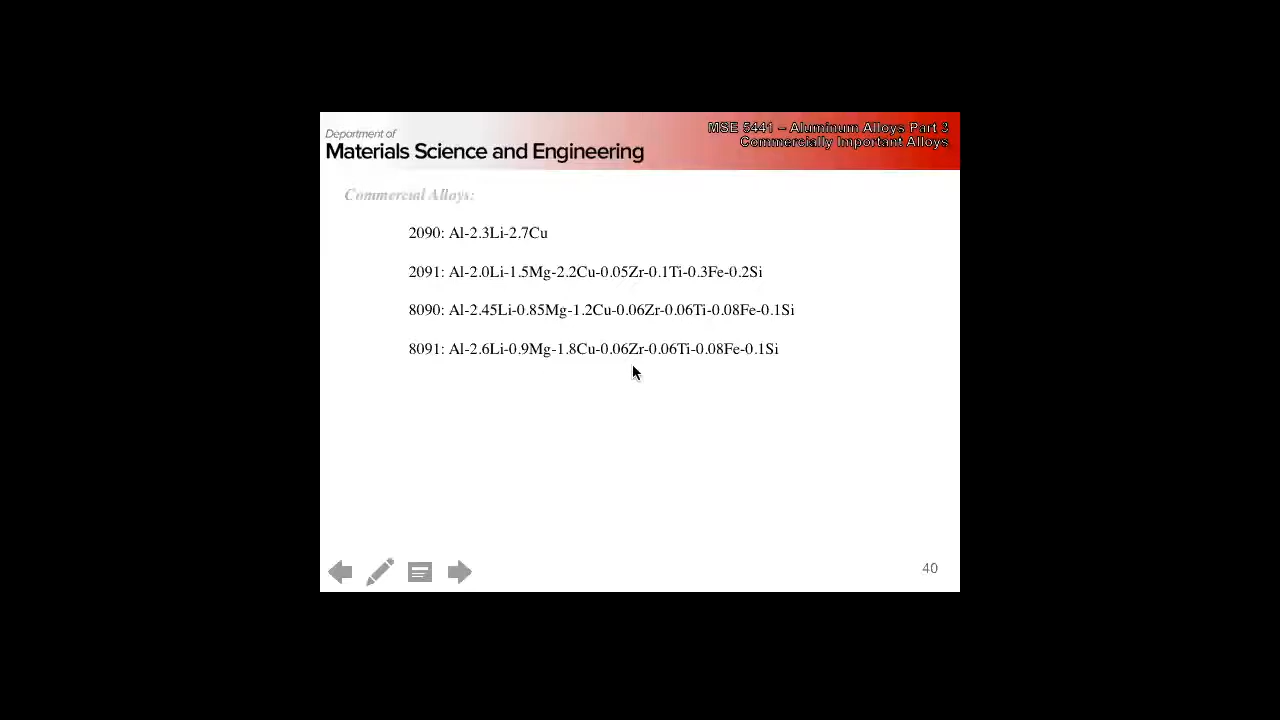 Department of
Materials Science and Engineering
MSE 5441 – Aluminum Alloys Part 3
Commercially Important Alloys
Commercial Alloys:
2090: Al-2.3Li-2.7Cu
2091: Al-2.0Li-1.5Mg-2.2Cu-0.05Zr-0.1Ti-0.3Fe-0.2Si
8090: Al-2.45Li-0.85Mg-1.2Cu-0.06Zr-0.06Ti-0.08Fe-0.1Si
8091: Al-2.6Li-0.9Mg-1.8Cu-0.06Zr-0.06Ti-0.08Fe-0.1Si
40